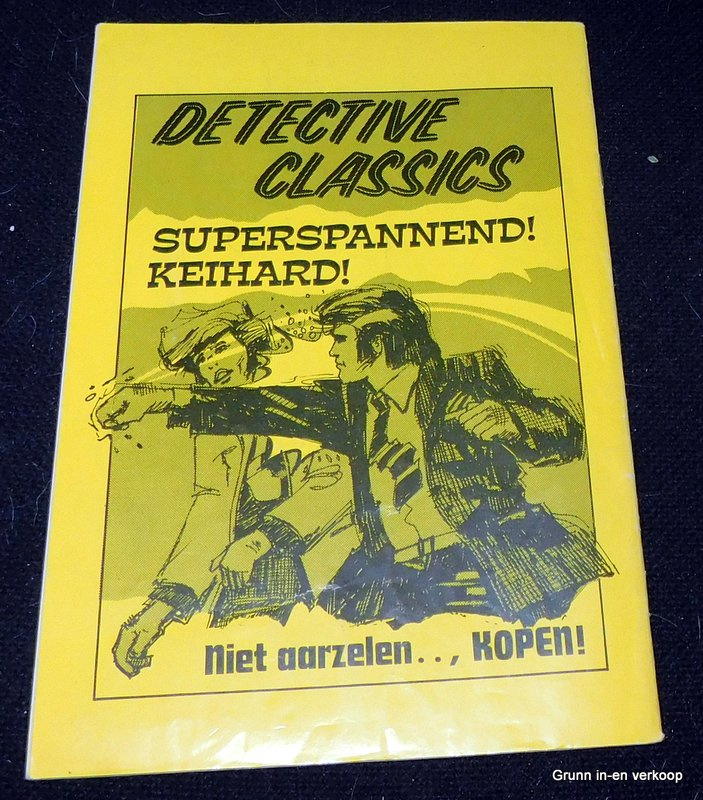 DETECTIVE
CLASSICS
SUPERSPANNEND!
KEIHARD!
Niet aarzelen..., KOPEN!
Grunn in-en verkoop